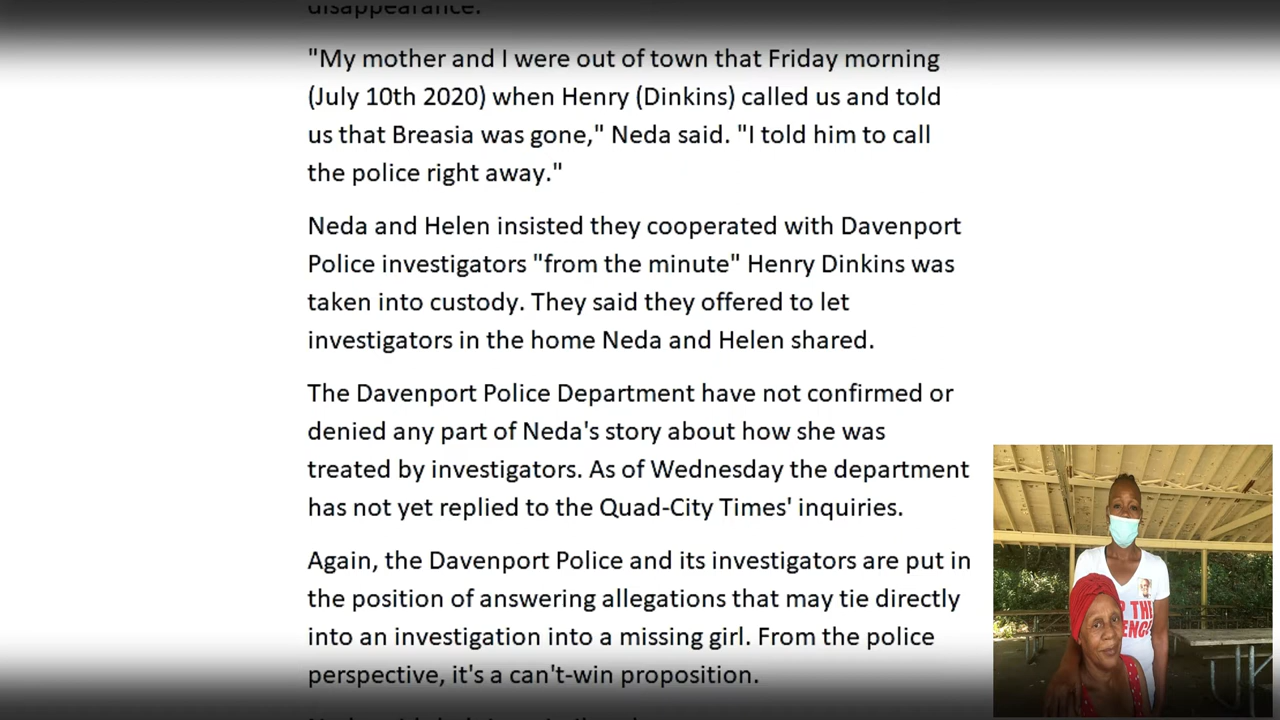 disappearance.
"My mother and I were out of town that Friday morning
(July 10th 2020) when Henry (Dinkins) called us and told
us that Breasia was gone," Neda said. "I told him to call
the police right away."
Neda and Helen insisted they cooperated with Davenport
Police investigators "from the minute" Henry Dinkins was
taken into custody. They said they offered to let
investigators in the home Neda and Helen shared.
The Davenport Police Department have not confirmed or
denied any part of Neda's story about how she was
treated by investigators. As of Wednesday the department
has not yet replied to the Quad-City Times' inquiries.
Again, the Davenport Police and its investigators are put in
the position of answering allegations that may tie directly
into an investigation into a missing girl. From the police
perspective, it's a can't-win proposition.
THE